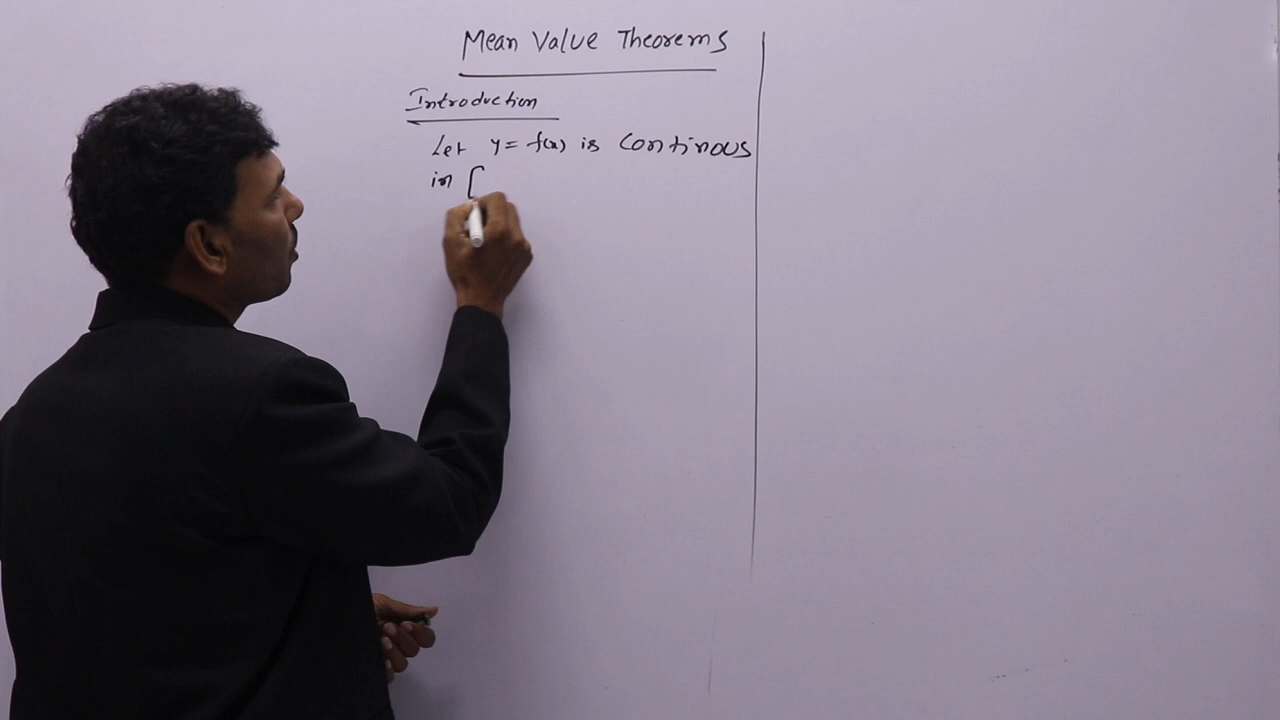 Mean Value Theorems
Introduction
Let y = f(x) is continous
in [